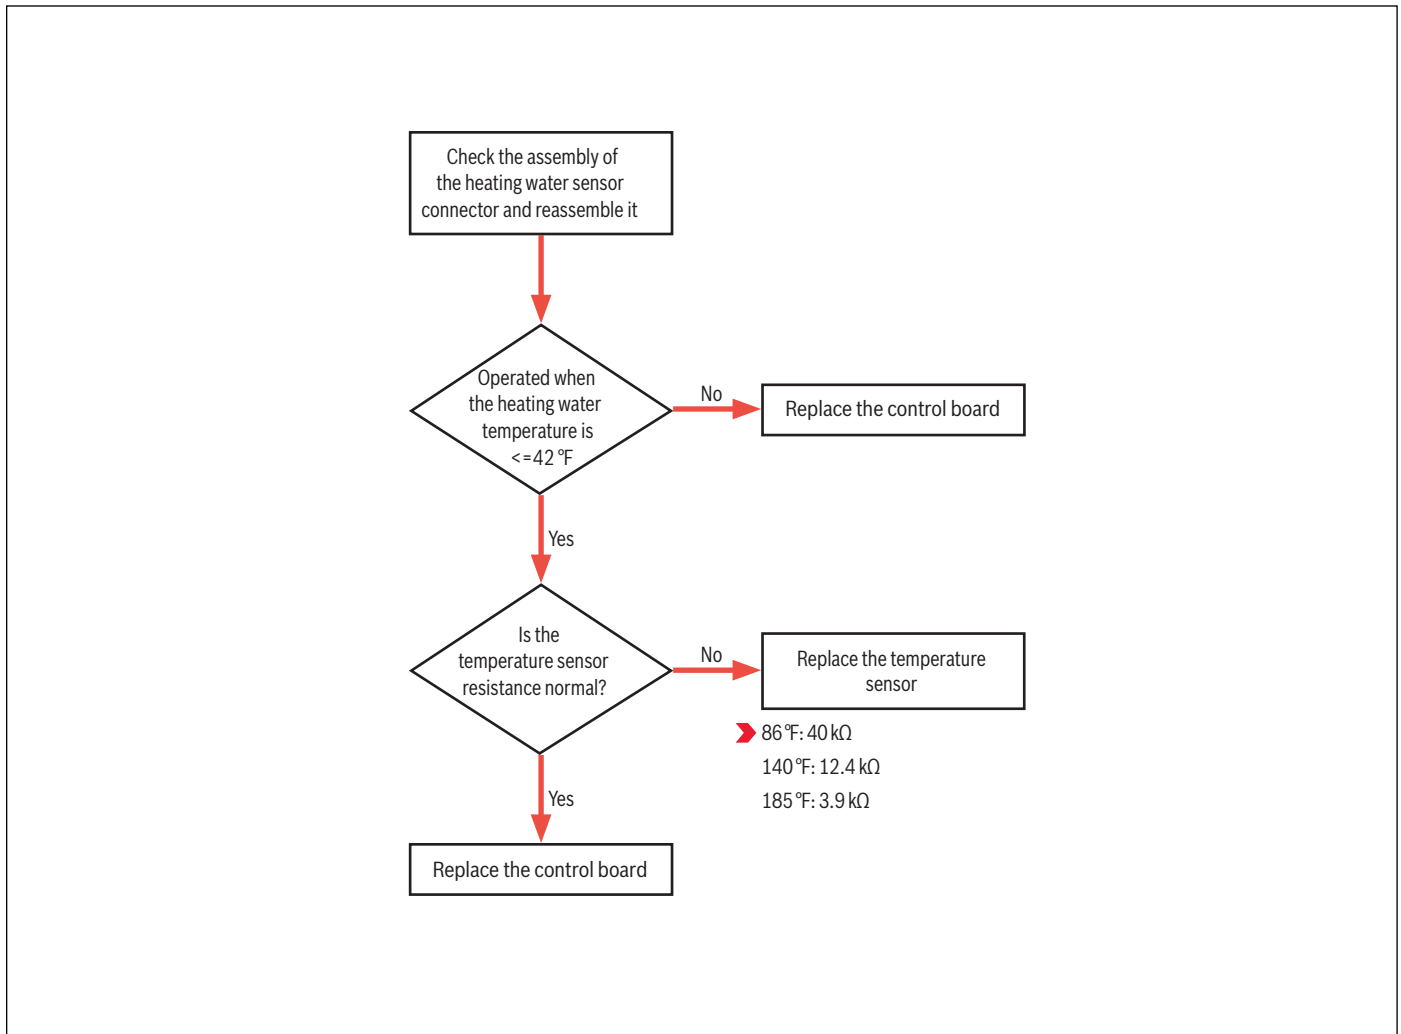 Check the assembly of
the heating water sensor
connector and reassemble it
Operated when
the heating water
temperature is
<=42 °F
No
Replace the control board
Yes
Is the
temperature sensor
resistance normal?
No
Replace the temperature
sensor
86 °F: 40 kΩ
140 °F: 12.4 kΩ
185 °F: 3.9 kΩ
Yes
Replace the control board